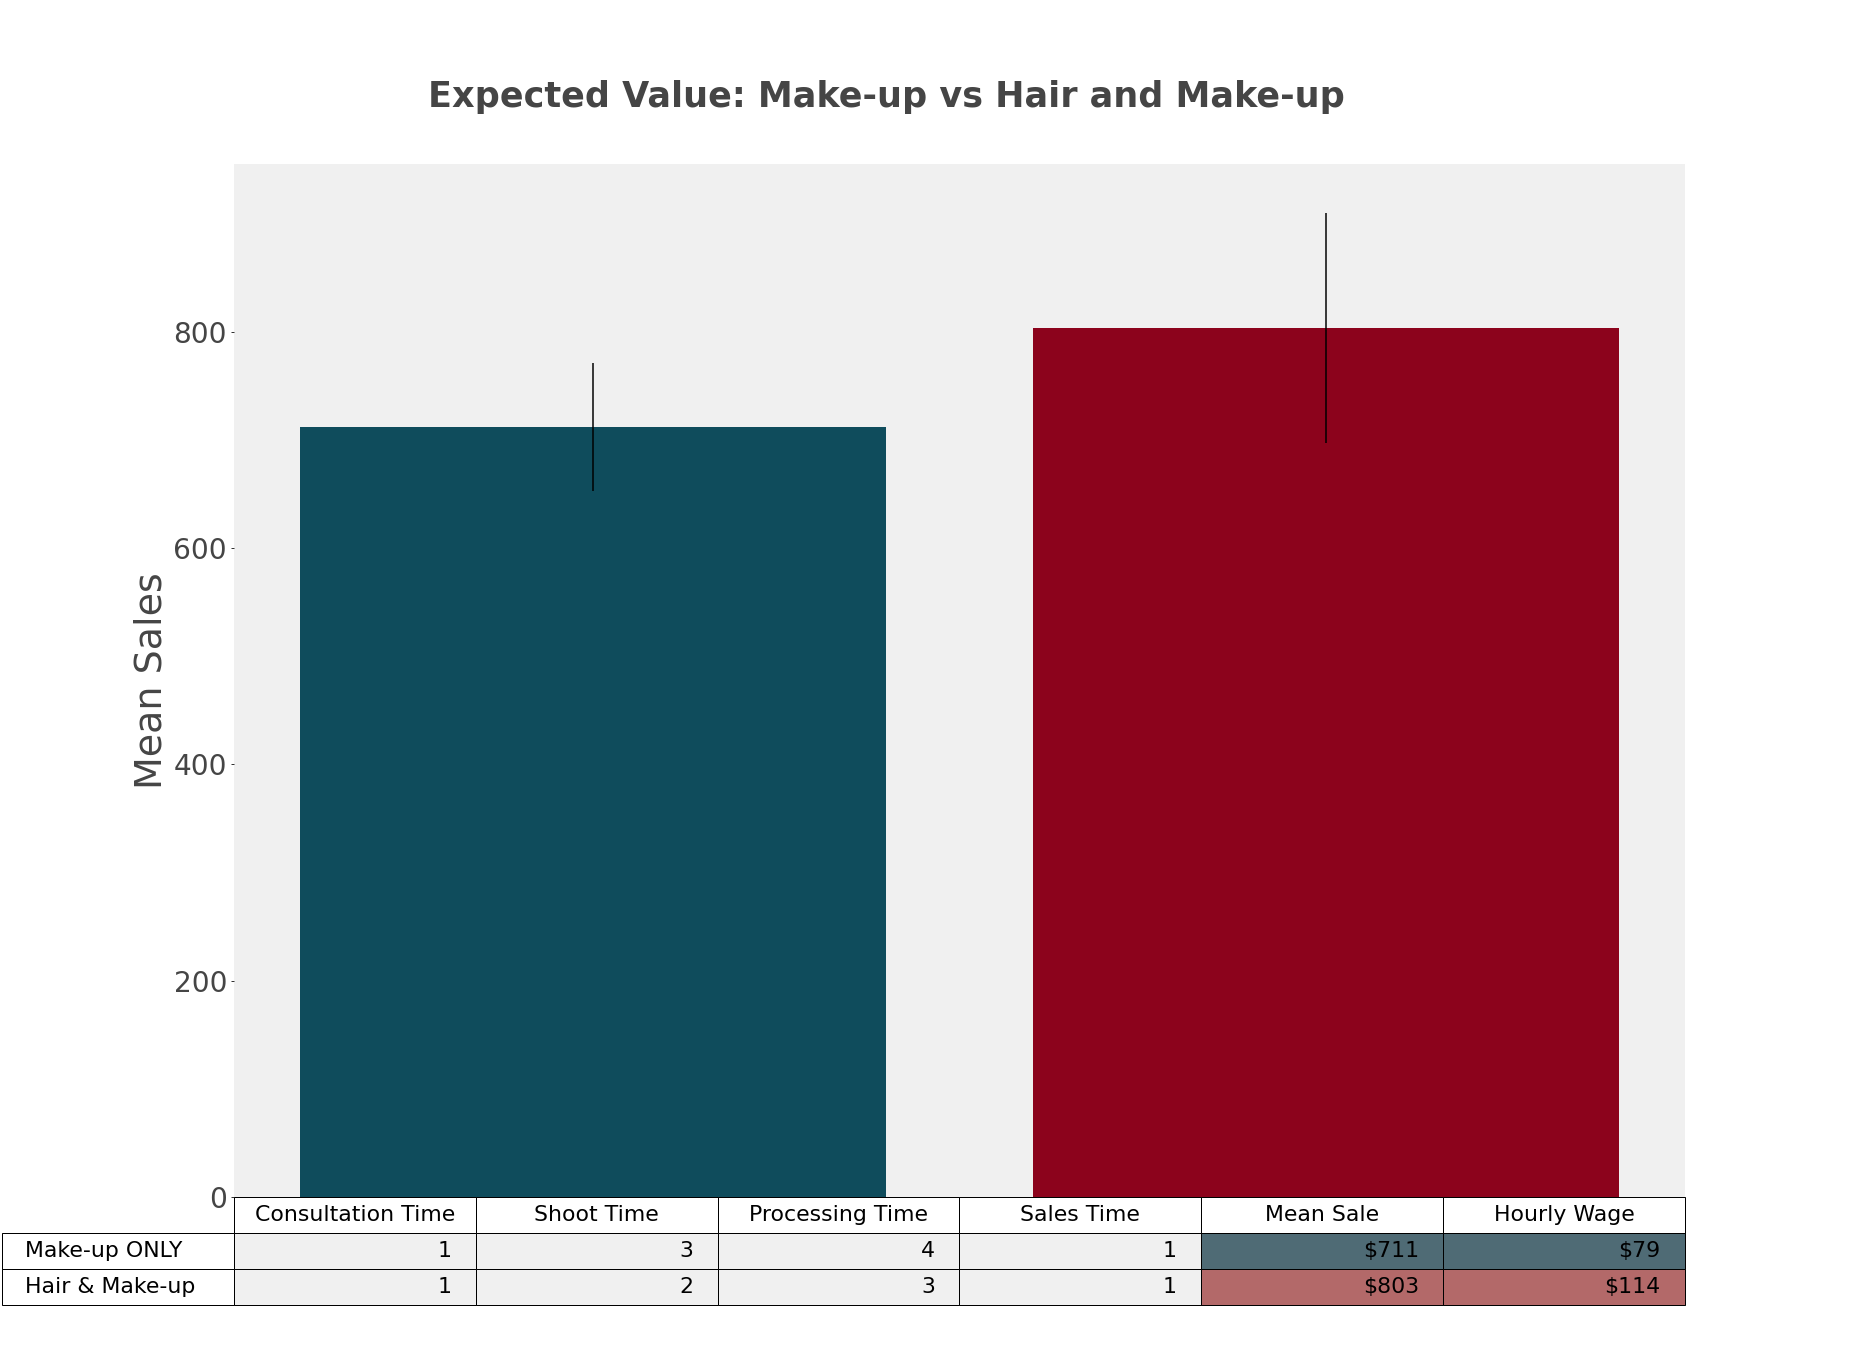 Expected Value: Make-up vs Hair and Make-up
Mean Sales
800
600
400
200
0
Consultation Time Shoot Time Processing Time Sales Time Mean Sale Hourly Wage
Make-up ONLY 1 3 4 1 $711 $79
Hair & Make-up 1 2 3 1 $803 $114